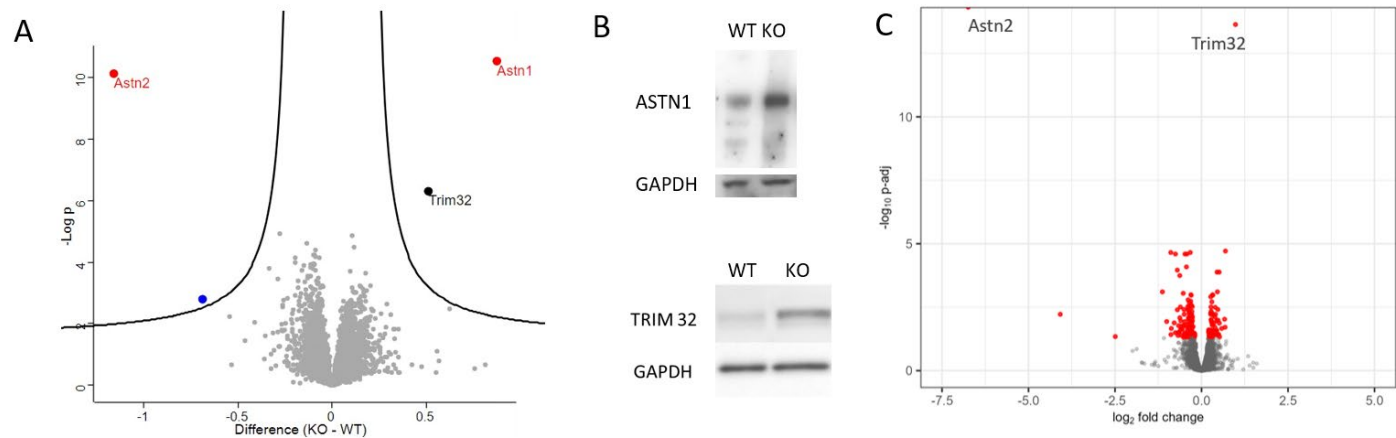 A
Astn2
Astn1
Trim32
-Log p
10
8
6
4
2
0
-1
-0.5
0
0.5
Difference (KO - WT)
B
WT KO
ASTN1
GAPDH
WT KO
TRIM 32
GAPDH
C
Astn2
Trim32
-log10 p-adj
10
5
0
-7.5
-5.0
-2.5
0.0
2.5
5.0
log2 fold change